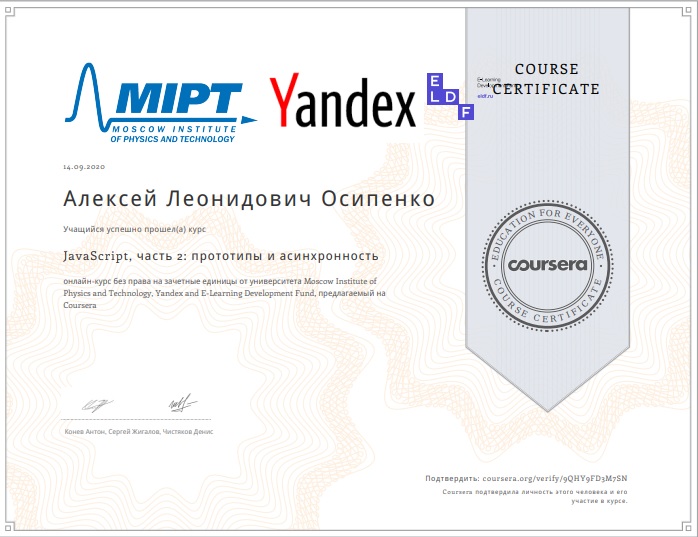 MIPT
MOSCOW INSTITUTE
OF PHYSICS AND TECHNOLOGY
Yandex
E
L D
F
E-Learning
eldf.ru
COURSE
CERTIFICATE
14.09.2020
Алексей Леонидович Осипенко
Учащийся успешно прошел(а) курс
JavaScript, часть 2: прототипы и асинхронность
онлайн-курс без права на зачетные единицы от университета Moscow Institute of
Physics and Technology, Yandex and E-Learning Development Fund, предлагаемый на
Coursera
EDUCATION FOR EVERYONE
coursera
COURSE CERTIFICATE
Конев Антон, Сергей Жигалов, Чистяков Денис
Подтвердить: coursera.org/verify/9QHY9FD3M7SN
Coursera подтвердила личность этого человека и его
участие в курсе.